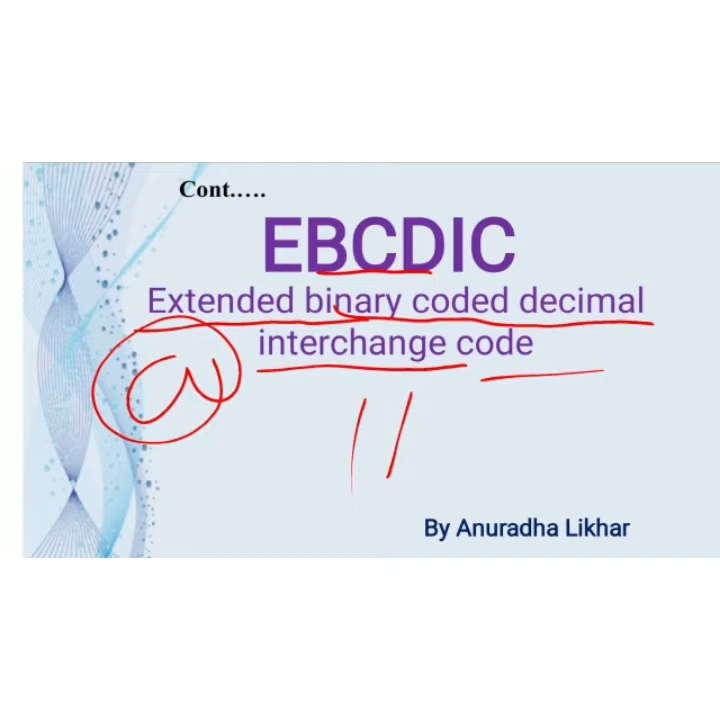 Cont.....
EBCDIC
Extended binary coded decimal
interchange code
a
By Anuradha Likhar